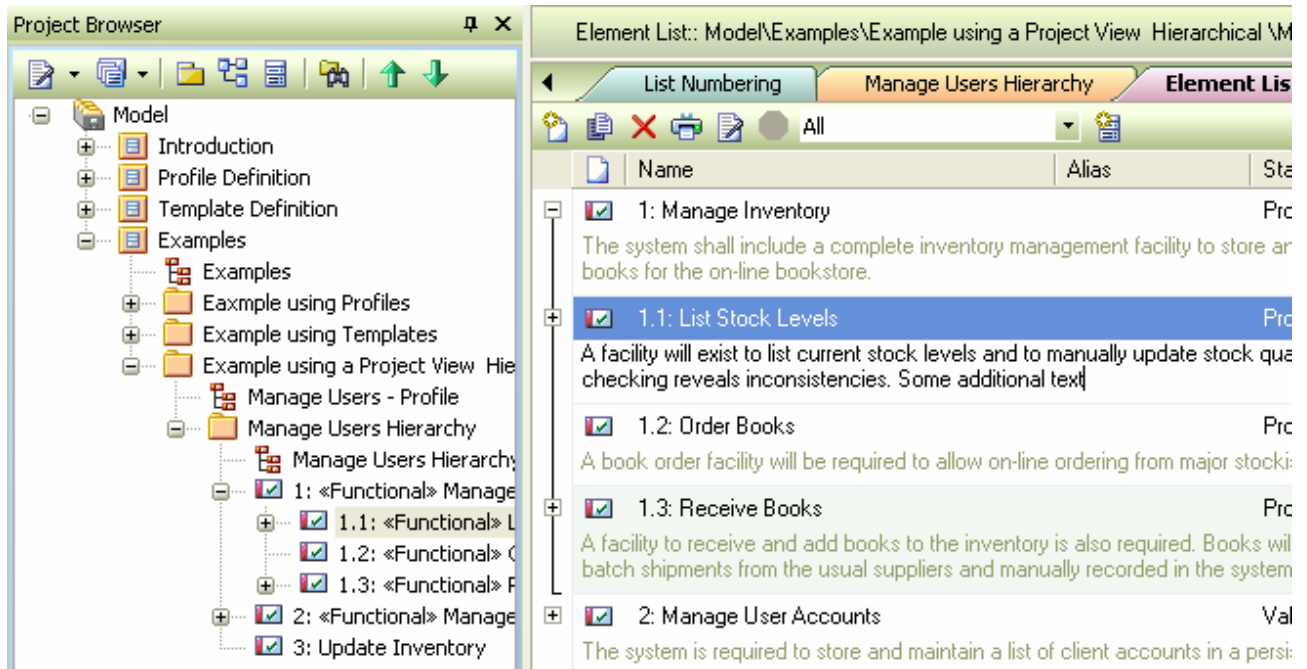 Project Browser
Model
Introduction
Profile Definition
Template Definition
Examples
Examples
Eaxmple using Profiles
Example using Templates
Example using a Project View Hie
Manage Users - Profile
Manage Users Hierarchy
Manage Users Hierarchy
1: «Functional» Manage
1.1: «Functional» L
1.2: «Functional»
1.3: «Functional»
2: «Functional» Manage
3: Update Inventory
Element List:: Model\Examples\Example using a Project View Hierarchical \M
List Numbering
Manage Users Hierarchy
Element Lis
All
Name
Alias
Sta
1: Manage Inventory
Pro
The system shall include a complete inventory management facility to store an
books for the on-line bookstore.
1.1: List Stock Levels
Pro
A facility will exist to list current stock levels and to manually update stock qua
checking reveals inconsistencies. Some additional text
1.2: Order Books
Pro
A book order facility will be required to allow on-line ordering from major stockis
1.3: Receive Books
Pro
A facility to receive and add books to the inventory is also required. Books will
batch shipments from the usual suppliers and manually recorded in the system
2: Manage User Accounts
Val
The system is required to store and maintain a list of client accounts in a persi